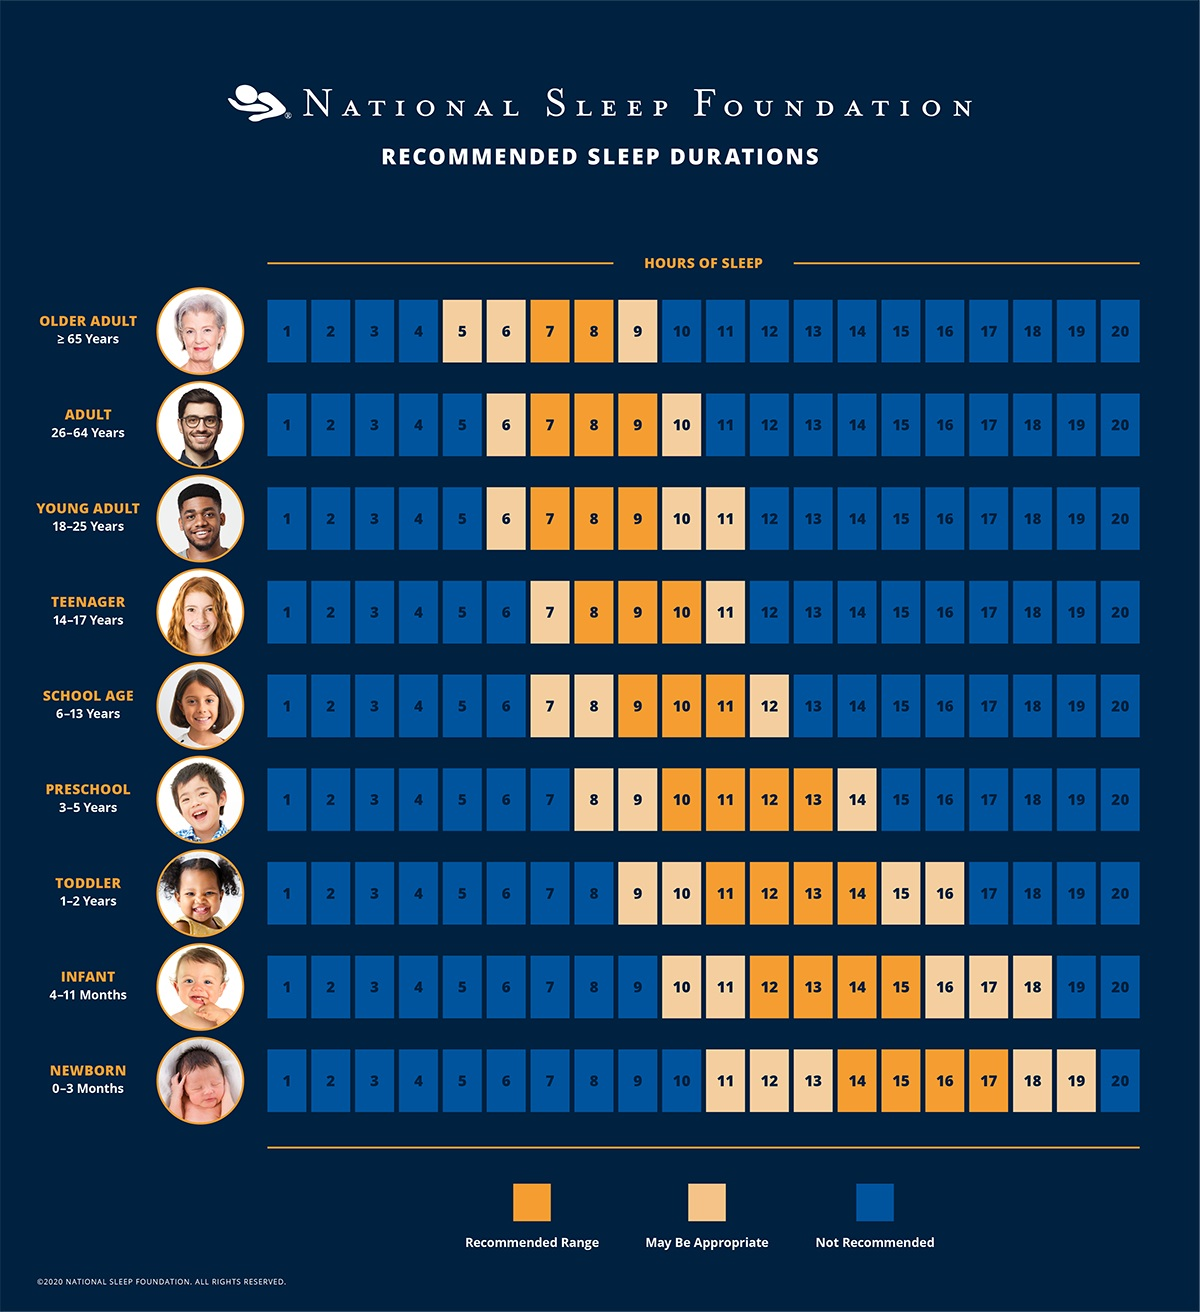 NATIONAL SLEEP FOUNDATION
RECOMMENDED SLEEP DURATIONS
HOURS OF SLEEP
OLDER ADULT
≥ 65 Years
1 2 3 4 5 6 7 8 9 10 11 12 13 14 15 16 17 18 19 20
ADULT
26–64 Years
1 2 3 4 5 6 7 8 9 10 11 12 13 14 15 16 17 18 19 20
YOUNG ADULT
18–25 Years
1 2 3 4 5 6 7 8 9 10 11 12 13 14 15 16 17 18 19 20
TEENAGER
14–17 Years
1 2 3 4 5 6 7 8 9 10 11 12 13 14 15 16 17 18 19 20
SCHOOL AGE
6–13 Years
1 2 3 4 5 6 7 8 9 10 11 12 13 14 15 16 17 18 19 20
PRESCHOOL
3–5 Years
1 2 3 4 5 6 7 8 9 10 11 12 13 14 15 16 17 18 19 20
TODDLER
1–2 Years
1 2 3 4 5 6 7 8 9 10 11 12 13 14 15 16 17 18 19 20
INFANT
4–11 Months
1 2 3 4 5 6 7 8 9 10 11 12 13 14 15 16 17 18 19 20
NEWBORN
0–3 Months
1 2 3 4 5 6 7 8 9 10 11 12 13 14 15 16 17 18 19 20
Recommended Range
May Be Appropriate
Not Recommended
©2020 NATIONAL SLEEP FOUNDATION. ALL RIGHTS RESERVED.